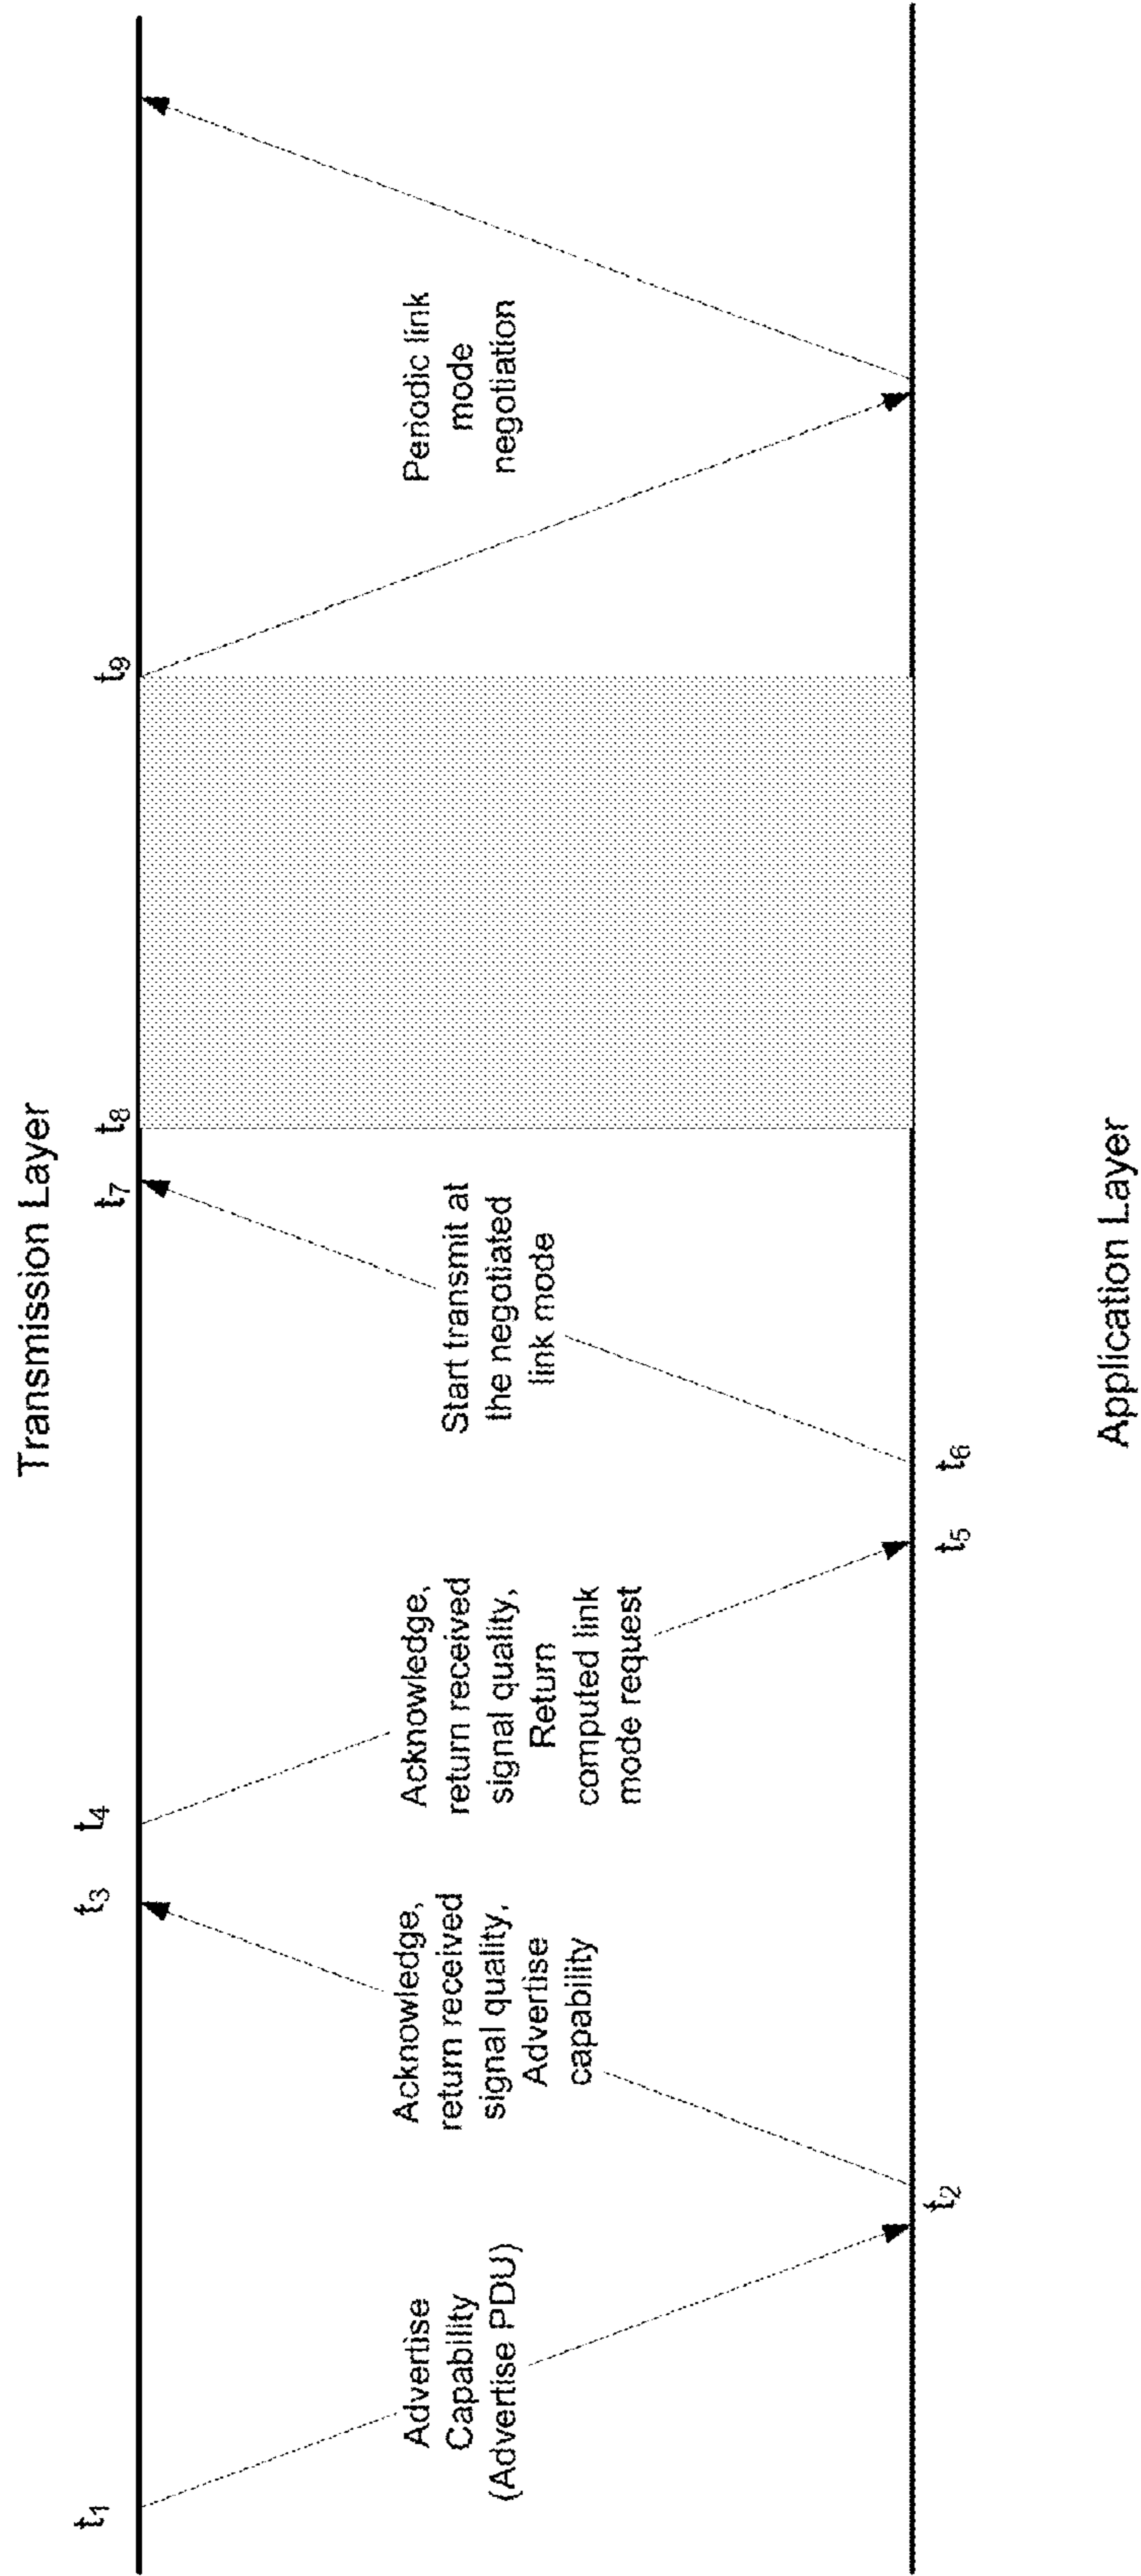 Transmission Layer
t1
t3
t4
t7
t8
t9
Advertise
Capability
(Advertise PDU)
Acknowledge,
return received
signal quality,
Advertise
capability
Acknowledge,
return received
signal quality,
Return
computed link
mode request
Start transmit at
the negotiated
link mode
Periodic link
mode
negotiation
t2
t5
t6
Application Layer